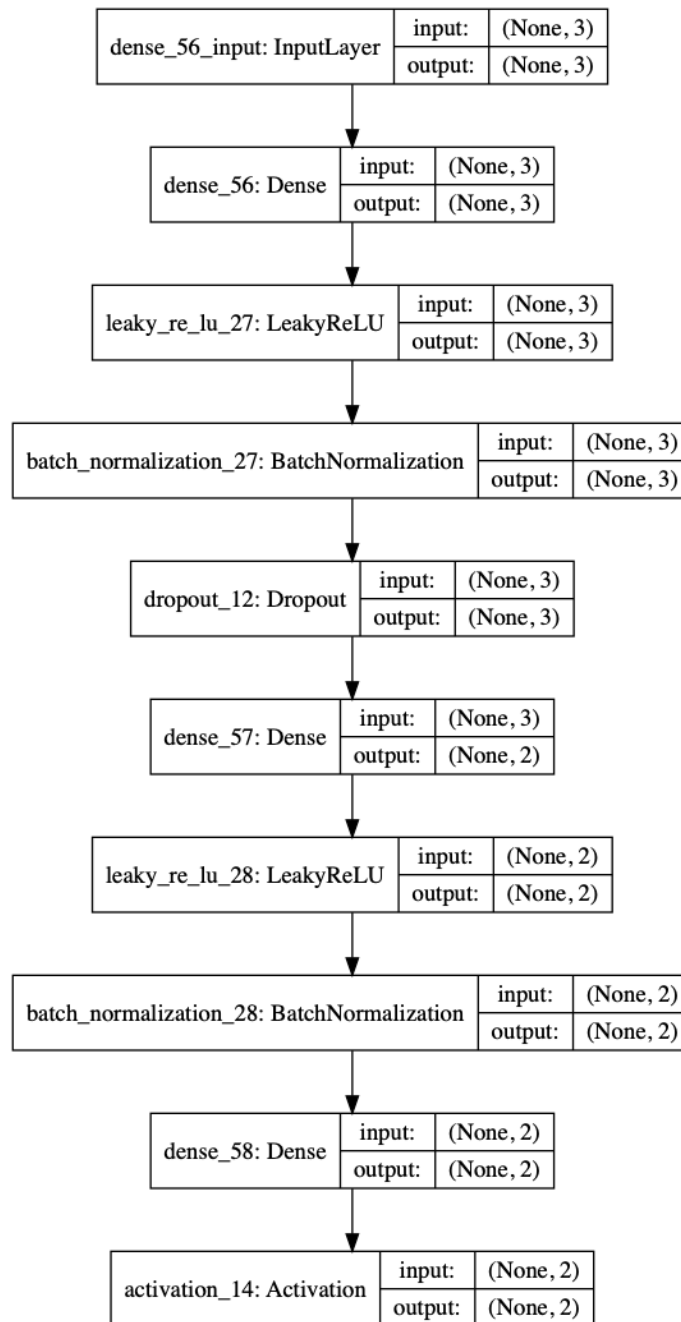 dense_56_input: InputLayer
input: (None, 3)
output: (None, 3)
dense_56: Dense
input: (None, 3)
output: (None, 3)
leaky_re_lu_27: LeakyReLU
input: (None, 3)
output: (None, 3)
batch_normalization_27: BatchNormalization
input: (None, 3)
output: (None, 3)
dropout_12: Dropout
input: (None, 3)
output: (None, 3)
dense_57: Dense
input: (None, 3)
output: (None, 2)
leaky_re_lu_28: LeakyReLU
input: (None, 2)
output: (None, 2)
batch_normalization_28: BatchNormalization
input: (None, 2)
output: (None, 2)
dense_58: Dense
input: (None, 2)
output: (None, 2)
activation_14: Activation
input: (None, 2)
output: (None, 2)